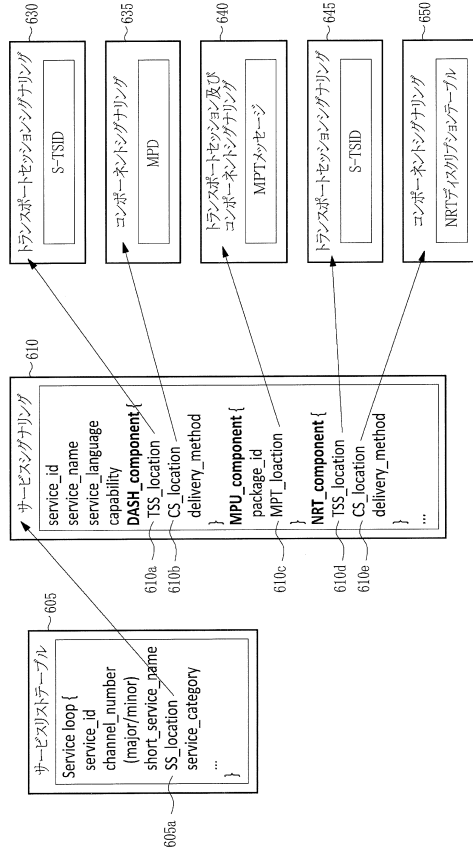 605
サービスリストテーブル
Service loop {
service_id
channel_number
(major/minor)
short_service_name
SS_location
service_category
...
}
605a
610
サービスシグナリング
service_id
service_name
service_language
capability
DASH_component {
TSS_location
CS_location
delivery_method
}
MPU_component {
package_id
MPT_loaction
}
NRT_component {
TSS_location
CS_location
delivery_method
}
...
610a
610b
610c
610d
610e
630
トランスポートセッションシグナリング
S-TSID
635
コンポーネントシグナリング
MPD
640
トランスポートセッション及び
コンポーネントシグナリング
MPTメッセージ
645
トランスポートセッションシグナリング
S-TSID
650
コンポーネントシグナリング
NRTディスクリプションテーブル